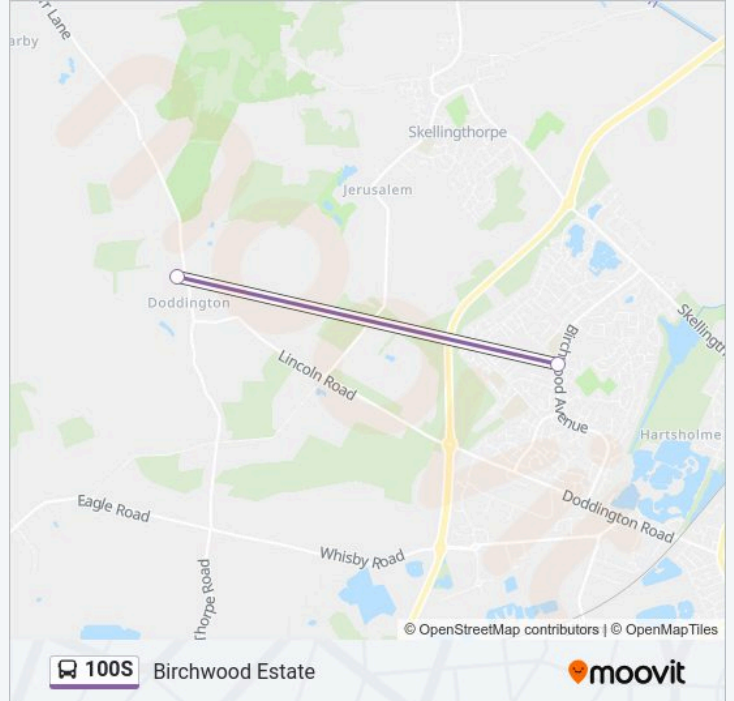 rr Lane
arby
Skellingthorpe
Jerusalem
Doddington
Skellingth
Birchwood Avenue
Lincoln Road
Hartsholme
Eagle Road
Doddington Road
Whisby Road
Thorpe Road
© OpenStreetMap contributors | © OpenMapTiles
100S Birchwood Estate
moovit